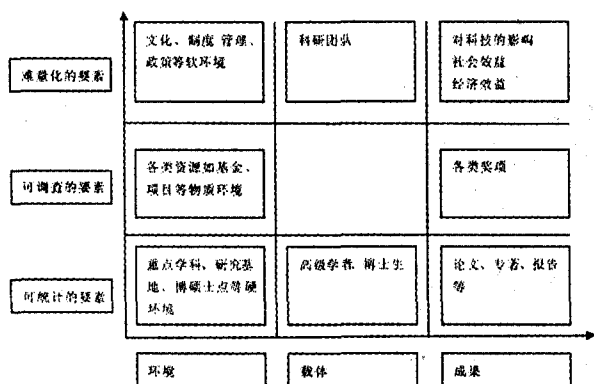 文化、制度 管理、
政策等软环境
科研团队
对科技的影响
社会效益
经济效益
难量化的要素
各类资源如基金、
项目等物质环境
各类奖项
可调查的要素
重点学科、研究基
地、博硕士点等硬
环境
高级学者、博士生
论文、专著、报告
等
可统计的要素
环境
载体
成果